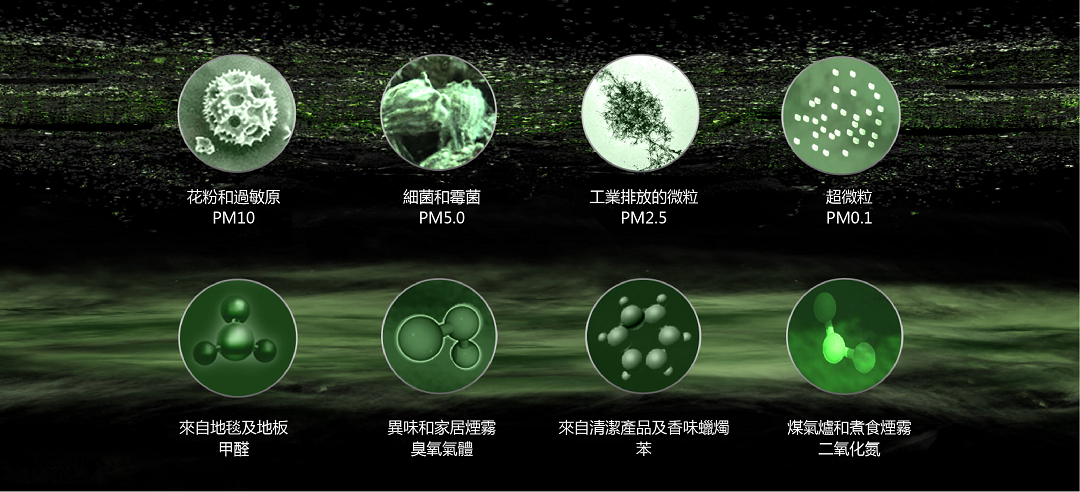 花粉和過敏原
PM10
細菌和霉菌
PM5.0
工業排放的微粒
PM2.5
超微粒
PM0.1
來自地毯及地板
甲醛
異味和家居煙霧
臭氧氣體
來自清潔產品及香味蠟燭
苯
煤氣爐和煮食煙霧
二氧化氮